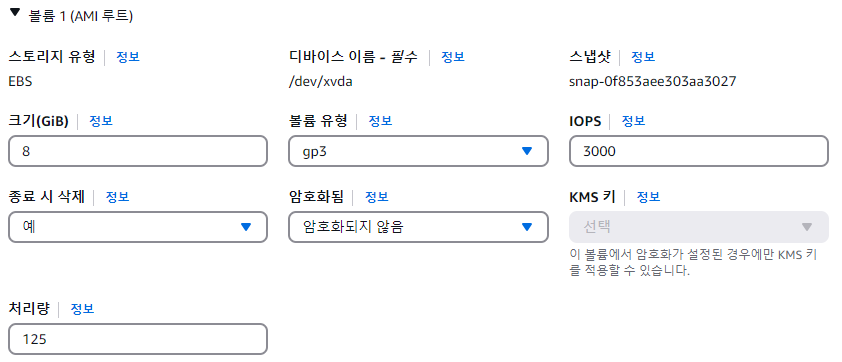 ▼ 볼륨 1 (AMI 루트)
스토리지 유형 | 정보
EBS
디바이스 이름 - 필수 | 정보
/dev/xvda
스냅샷 | 정보
snap-0f853aee303aa3027
크기(GiB) | 정보
8
볼륨 유형 | 정보
gp3
IOPS | 정보
3000
종료 시 삭제 | 정보
예
암호화됨 | 정보
암호화되지 않음
KMS 키 | 정보
선택
이 볼륨에서 암호화가 설정된 경우에만 KMS 키
를 적용할 수 있습니다.
처리량 | 정보
125